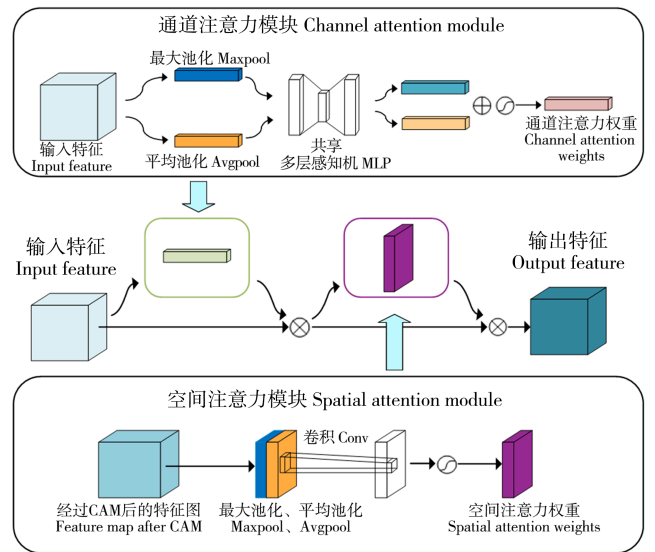 通道注意力模块 Channel attention module
最大池化 Maxpool
输入特征
Input feature
平均池化 Avgpool
共享
多层感知机 MLP
通道注意力权重
Channel attention
weights
输入特征
Input feature
输出特征
Output feature
空间注意力模块 Spatial attention module
卷积 Conv
经过CAM后的特征图
Feature map after CAM
最大池化、平均池化
Maxpool、Avgpool
空间注意力权重
Spatial attention weights